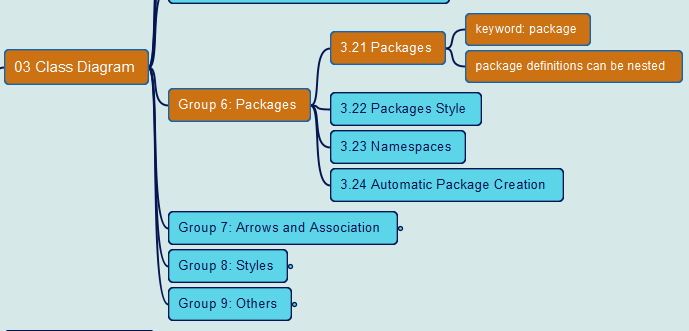 03 Class Diagram
Group 6: Packages
3.21 Packages
keyword: package
package definitions can be nested
3.22 Packages Style
3.23 Namespaces
3.24 Automatic Package Creation
Group 7: Arrows and Association
Group 8: Styles
Group 9: Others